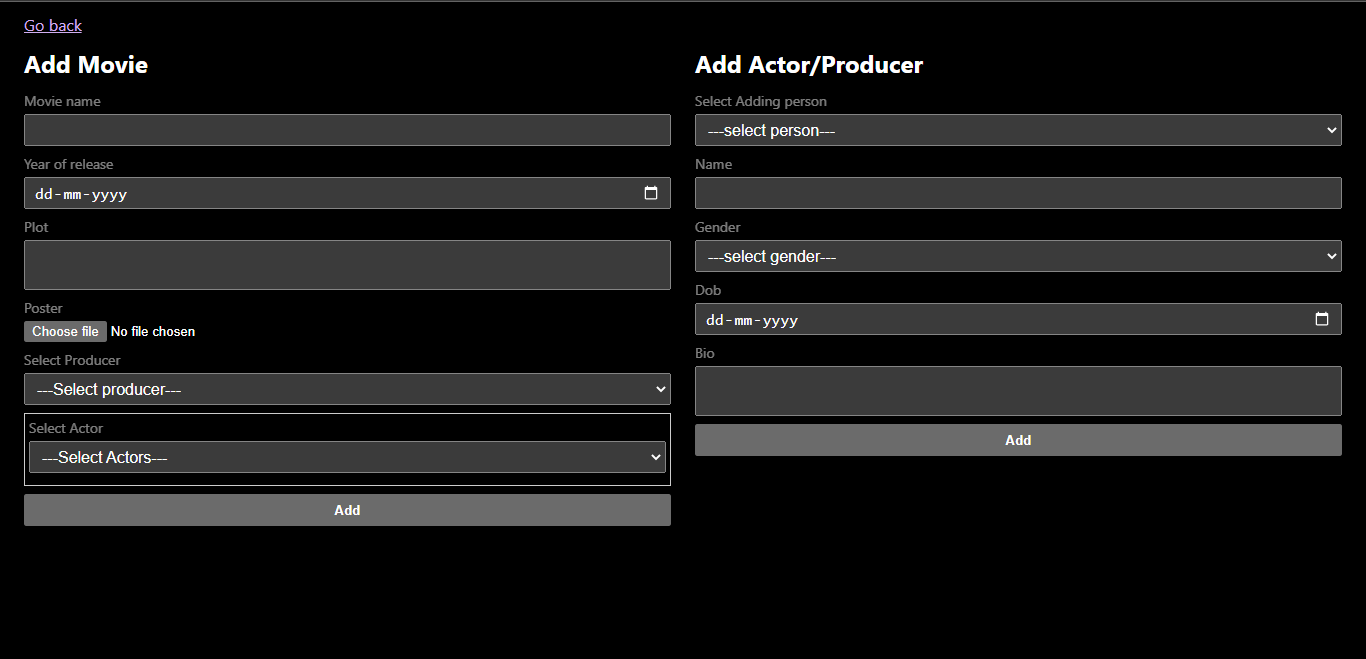 Go back
Add Movie
Movie name
Year of release
dd-mm-yyyy
Plot
Poster
Choose file No file chosen
Select Producer
---Select producer---
Select Actor
---Select Actors---
Add
Add Actor/Producer
Select Adding person
---select person---
Name
Gender
---select gender---
Dob
dd-mm-yyyy
Bio
Add